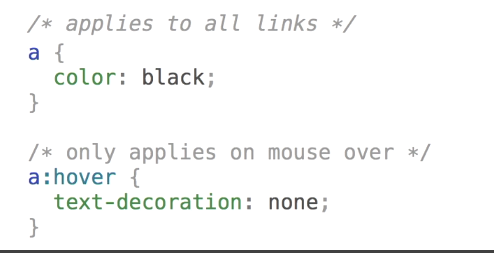 /* applies to all links */
a {
  color: black;
}
/* only applies on mouse over */
a:hover {
  text-decoration: none;
}